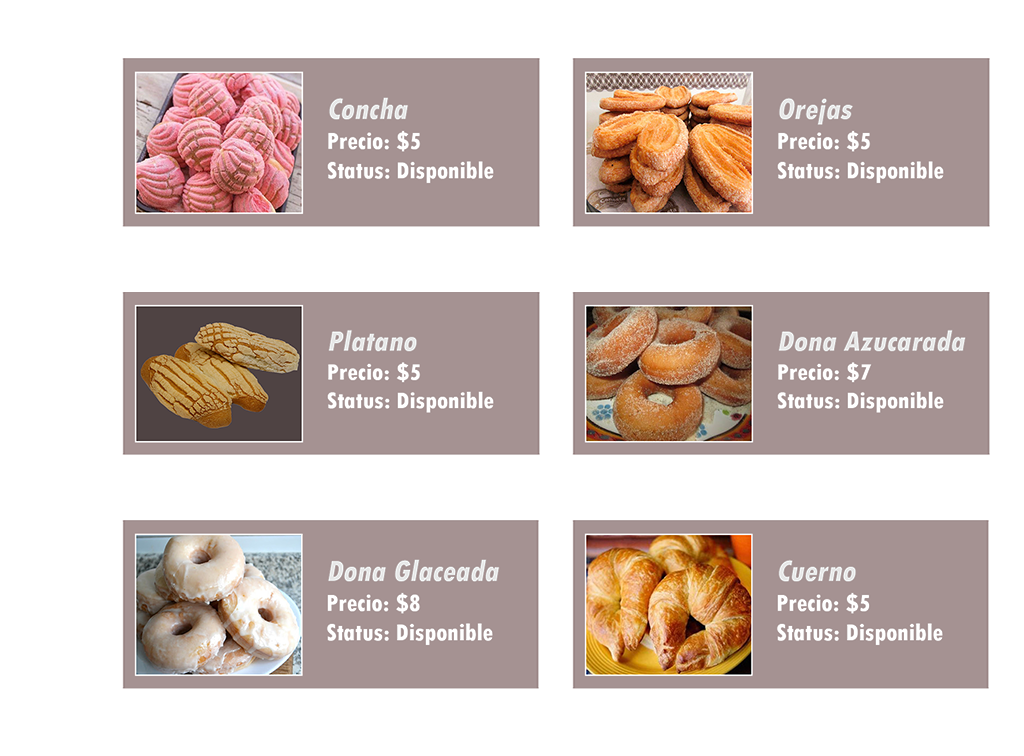 Concha
Precio: $5
Status: Disponible
Orejas
Precio: $5
Status: Disponible
Platano
Precio: $5
Status: Disponible
Dona Azucarada
Precio: $7
Status: Disponible
Dona Glaceada
Precio: $8
Status: Disponible
Cuerno
Precio: $5
Status: Disponible